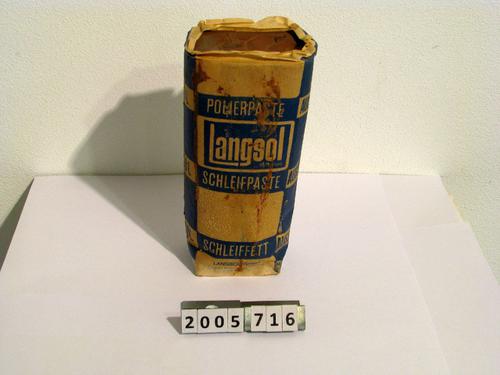 POLIERPASTE
Langsol
SCHLEIFPASTE
SCHLEIFFETT
2005 716